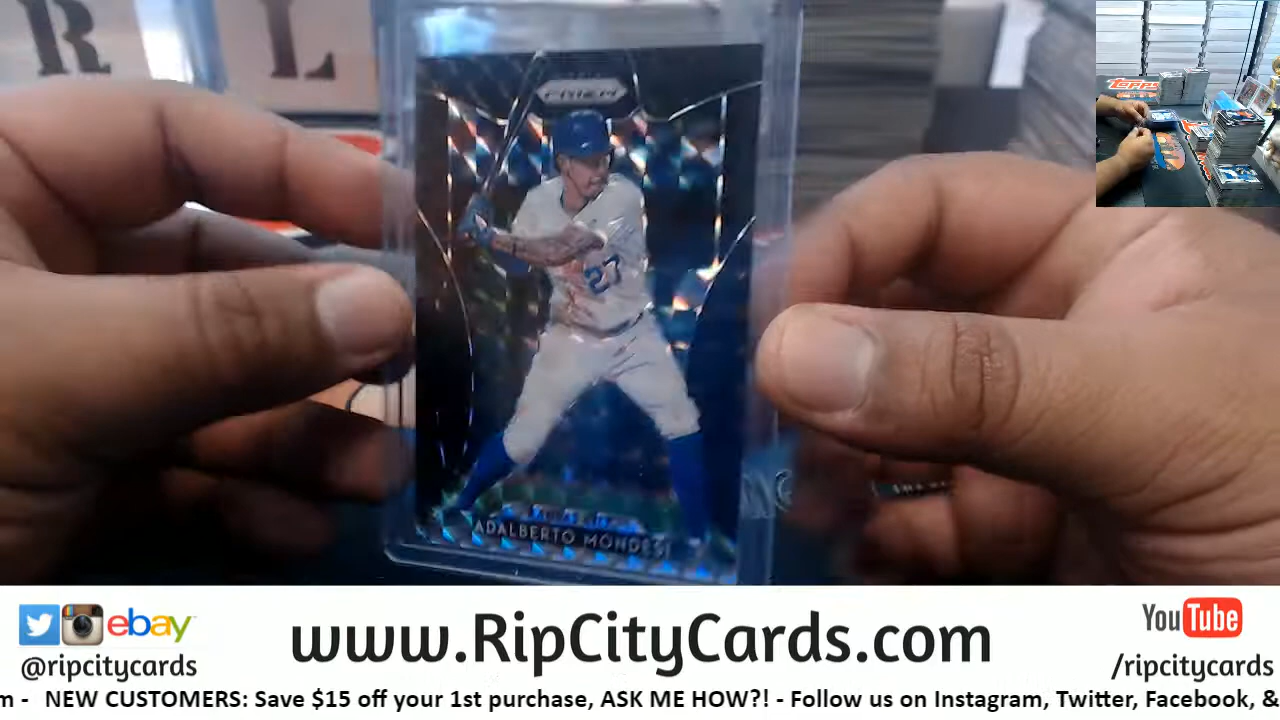 R L
PRIZM
27
ADALBERTO MONDESI
Topps
ebay
@ripcitycards
www.RipCityCards.com
YouTube
/ripcitycards
m - NEW CUSTOMERS: Save $15 off your 1st purchase, ASK ME HOW?! - Follow us on Instagram, Twitter, Facebook, &